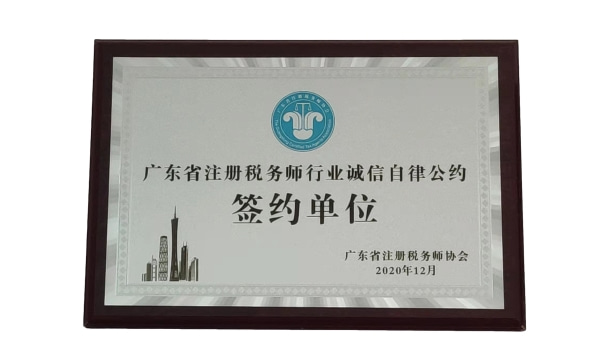 广东省注册税务师行业诚信自律公约
签约单位
广东省注册税务师协会
2020年12月